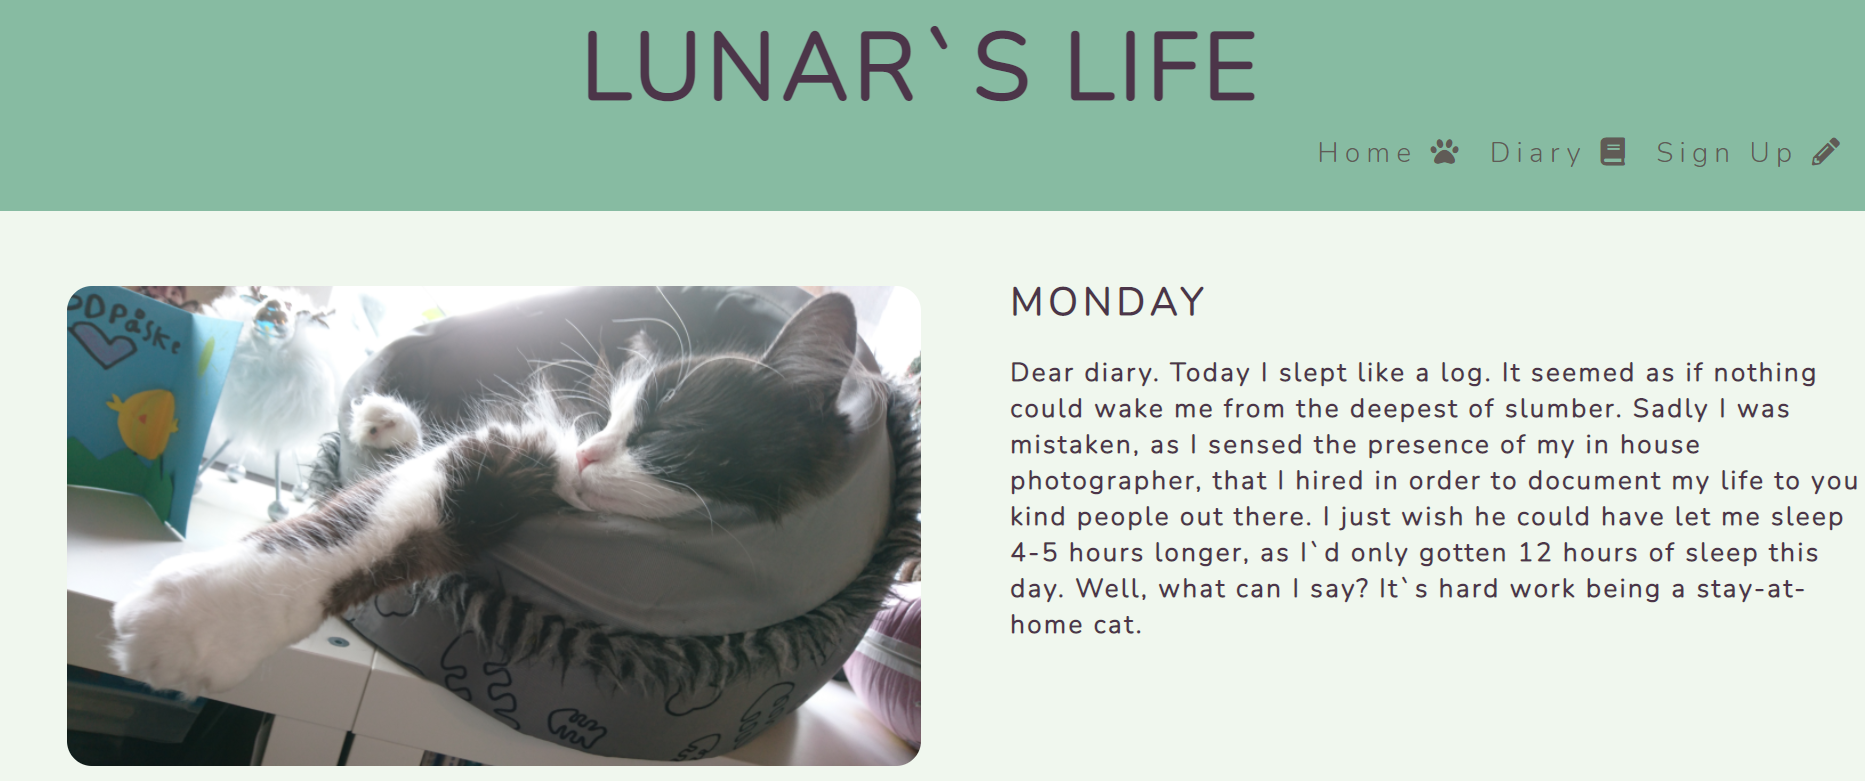 LUNAR`S LIFE
Home Diary Sign Up
ODPåske
MONDAY
Dear diary. Today I slept like a log. It seemed as if nothing
could wake me from the deepest of slumber. Sadly I was
mistaken, as I sensed the presence of my in house
photographer, that I hired in order to document my life to you
kind people out there. I just wish he could have let me sleep
4-5 hours longer, as I`d only gotten 12 hours of sleep this
day. Well, what can I say? It`s hard work being a stay-at-
home cat.